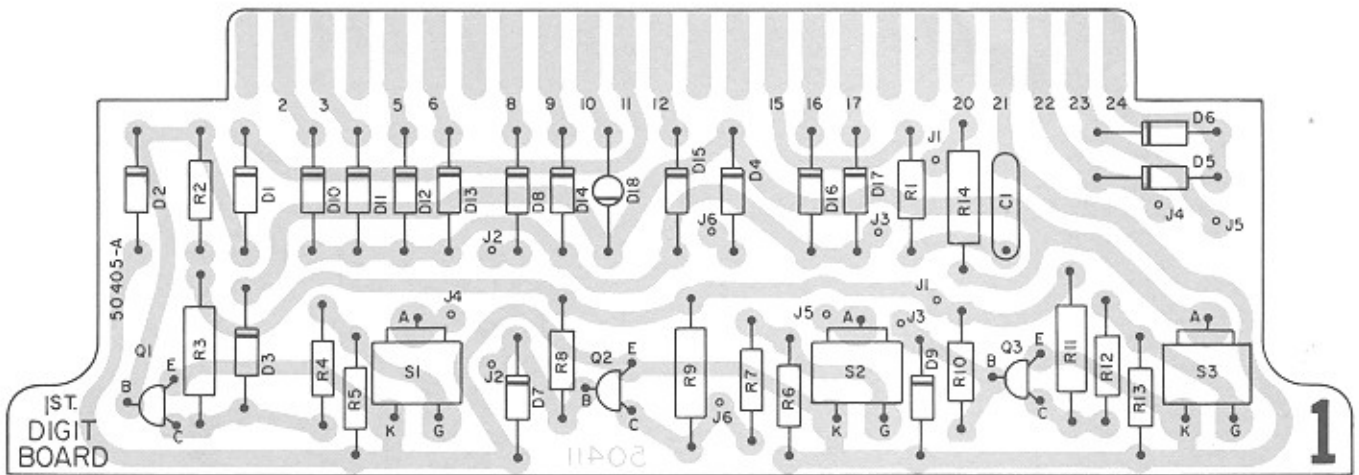 2 3 5 6 8 9 10 11 12 15 16 17 20 21 22 23 24
D6
D2 R2 D1 D10 D11 D12 D13 D8 D14 D18 D15 D4 D16 D17 R1 J1 R14 C1 D5
J2 J6 J3 J4 J5
50405-A
Q1 R3 D3 R4 R5 A J4 S1 J2 D7 R8 Q2 R9 R7 R6 J5 A J3 J1 S2 D9 R10 Q3 R11 R12 R13 A S3
E B C
E B C
E B C
K G J6 K G K G
1ST.
DIGIT
BOARD
50411
1